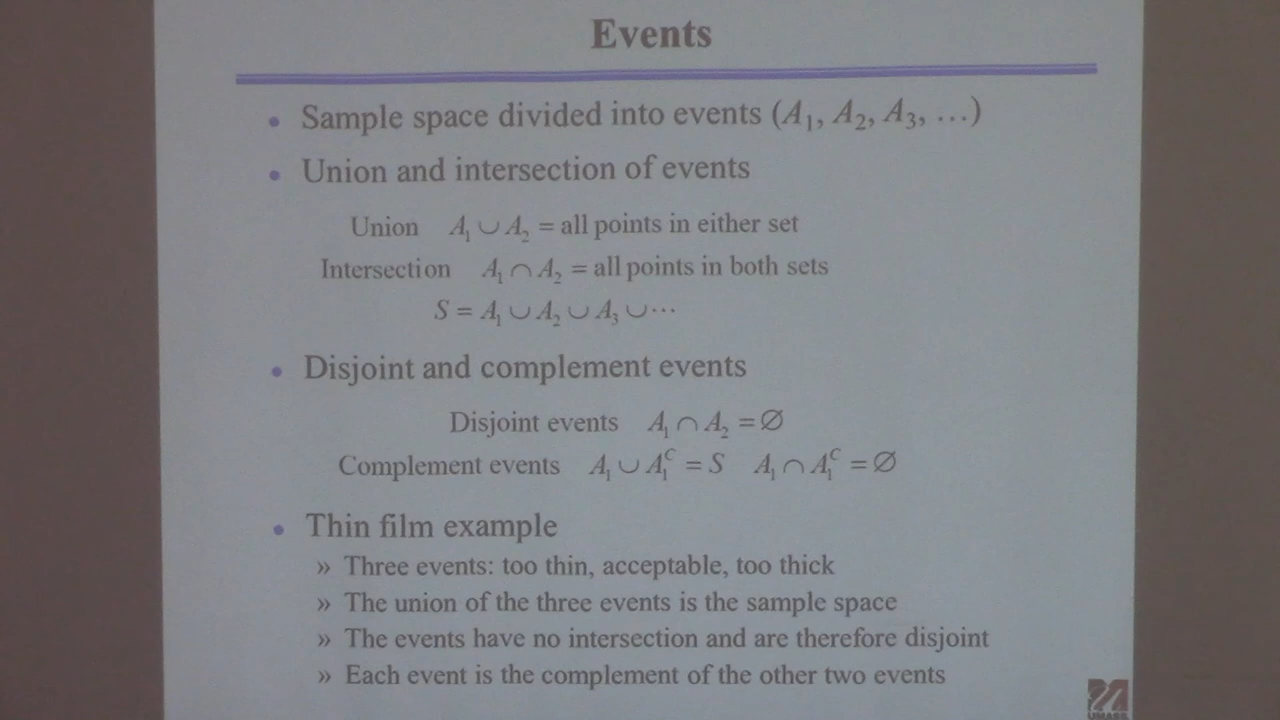 Events
• Sample space divided into events (A₁, A₂, A₃, …)
• Union and intersection of events
Union A₁ ∪ A₂ = all points in either set
Intersection A₁ ∩ A₂ = all points in both sets
S = A₁ ∪ A₂ ∪ A₃ ∪ ⋯
• Disjoint and complement events
Disjoint events A₁ ∩ A₂ = ∅
Complement events A₁ ∪ A₁ᶜ = S A₁ ∩ A₁ᶜ = ∅
• Thin film example
» Three events: too thin, acceptable, too thick
» The union of the three events is the sample space
» The events have no intersection and are therefore disjoint
» Each event is the complement of the other two events